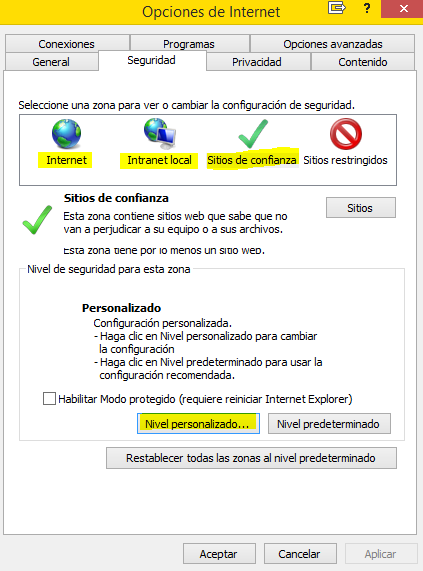 Opciones de Internet
?
Conexiones
Programas
Opciones avanzadas
General
Seguridad
Privacidad
Contenido
Seleccione una zona para ver o cambiar la configuración de seguridad.
Internet
Intranet local
Sitios de confianza
Sitios restringidos
Sitios de confianza
Esta zona contiene sitios web que sabe que no
van a perjudicar a su equipo o a sus archivos.
Sitios
Esta zona tiene por lo menos un sitio web.
Nivel de seguridad para esta zona
Personalizado
Configuración personalizada.
- Haga clic en Nivel personalizado para cambiar
la configuración
- Haga clic en Nivel predeterminado para usar la
configuración recomendada.
Habilitar Modo protegido (requiere reiniciar Internet Explorer)
Nivel personalizado...
Nivel predeterminado
Restablecer todas las zonas al nivel predeterminado
Aceptar
Cancelar
Aplicar